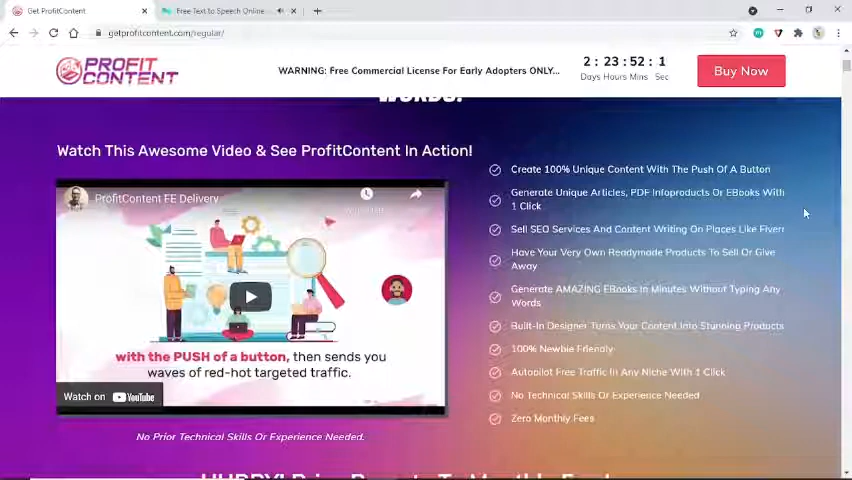 Get ProfitContent
Free Text to Speech Online
getprofitcontent.com/regular/
PROFIT
CONTENT
WARNING: Free Commercial License For Early Adopters ONLY...
2 : 23 : 52 : 1
Days Hours Mins Sec
Buy Now
WORDS!
Watch This Awesome Video & See ProfitContent In Action!
ProfitContent FE Delivery
with the PUSH of a button, then sends you
waves of red-hot targeted traffic.
Watch on YouTube
No Prior Technical Skills Or Experience Needed.
Create 100% Unique Content With The Push Of A Button
Generate Unique Articles, PDF Infoproducts Or EBooks With
1 Click
Sell SEO Services And Content Writing On Places Like Fiverr
Have Your Very Own Readymade Products To Sell Or Give
Away
Generate AMAZING EBooks In Minutes Without Typing Any
Words
Built-In Designer Turns Your Content Into Stunning Products
100% Newbie Friendly
Autopilot Free Traffic In Any Niche With 1 Click
No Technical Skills Or Experience Needed
Zero Monthly Fees